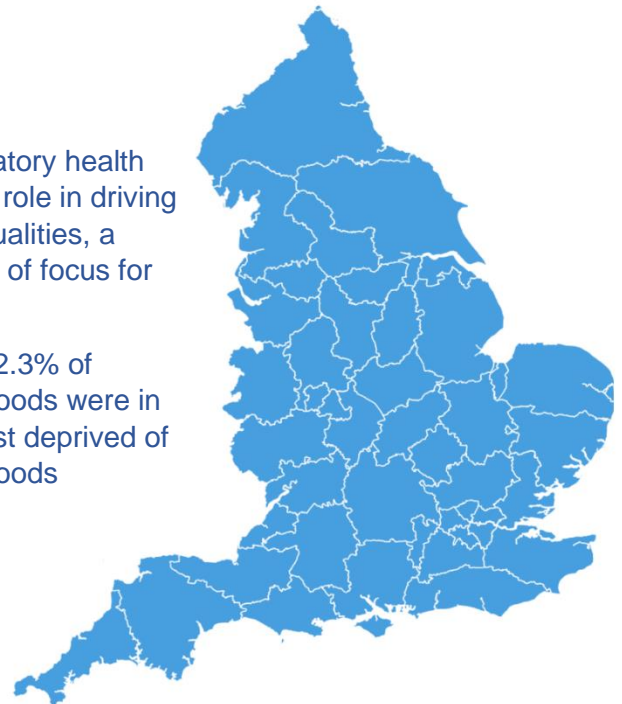 atory health
role in driving
ualities, a
of focus for
2.3% of
oods were in
st deprived of
oods